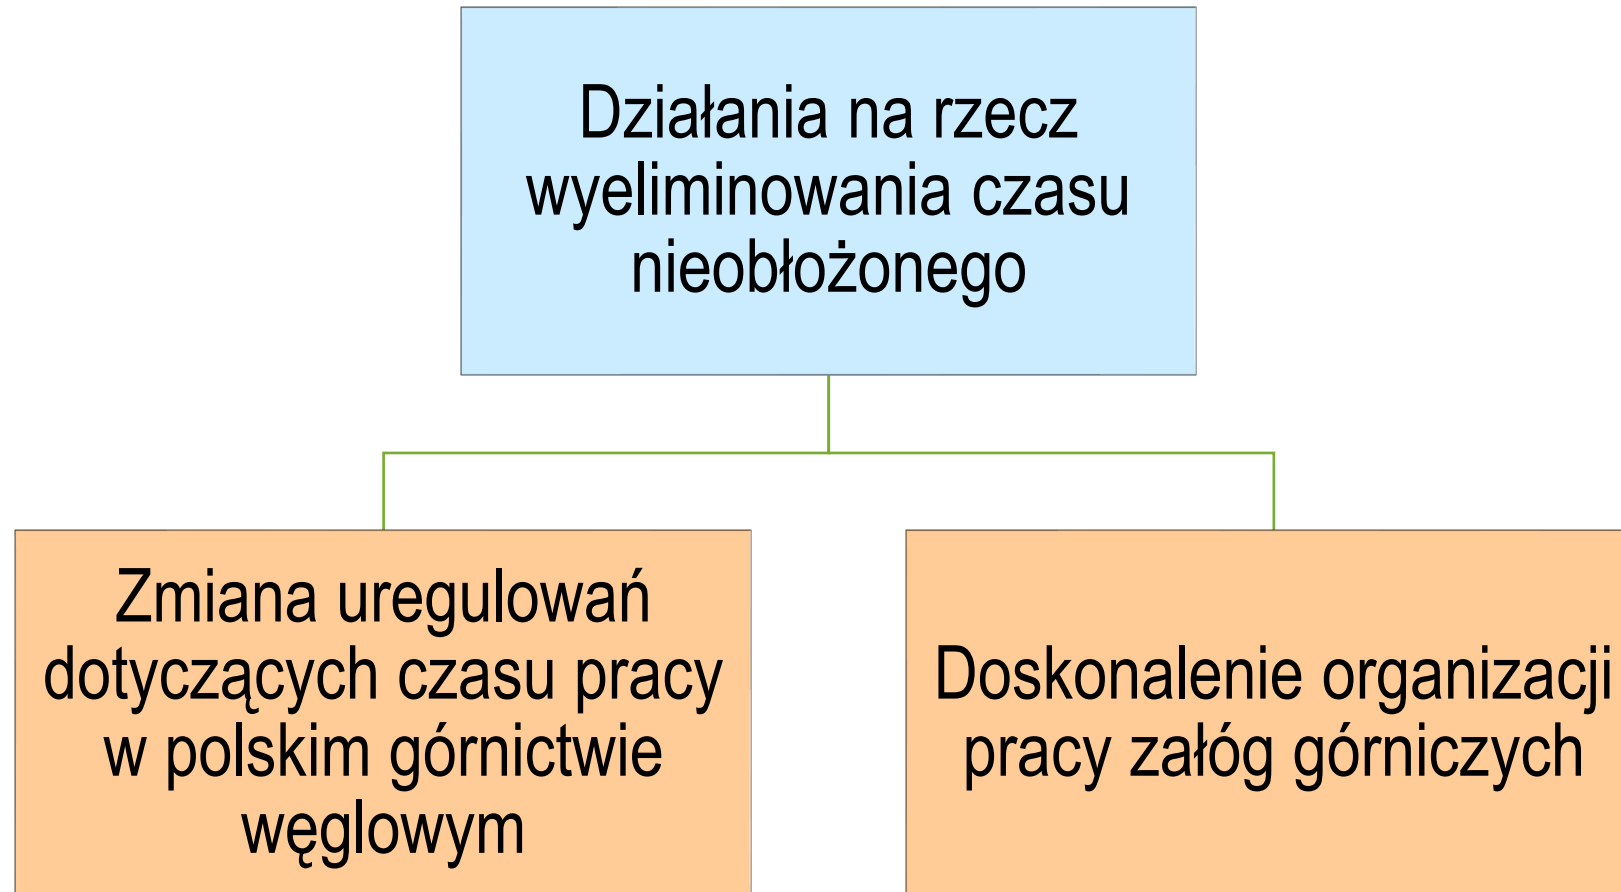 Działania na rzecz
wyeliminowania czasu
nieobłożonego
Zmiana uregulowań
dotyczących czasu pracy
w polskim górnictwie
węglowym
Doskonalenie organizacji
pracy załóg górniczych